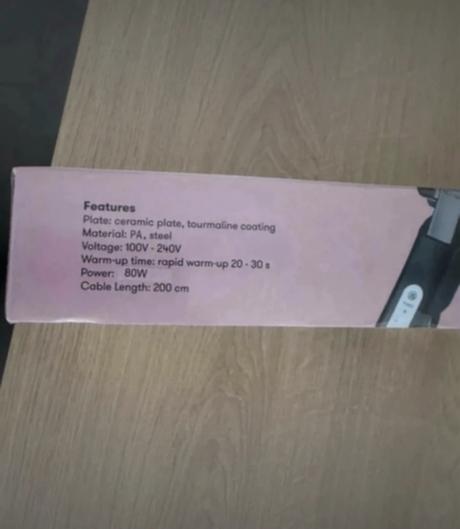 Features
Plate: ceramic plate, tourmaline coating
Material: PA, steel
Voltage: 100V - 240V
Warm-up time: rapid warm-up 20 - 30 s
Power: 80W
Cable Length: 200 cm